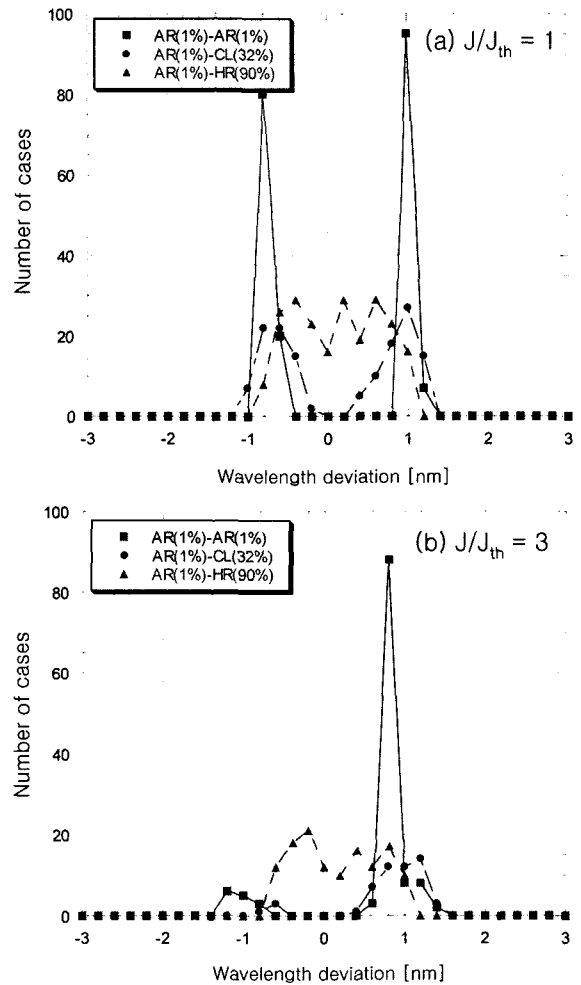 100
80
60
40
20
0
Number of cases
AR(1%)-AR(1%)
AR(1%)-CL(32%)
AR(1%)-HR(90%)
(a) J/J_th = 1
-3 -2 -1 0 1 2 3
Wavelength deviation [nm]
100
80
60
40
20
0
Number of cases
AR(1%)-AR(1%)
AR(1%)-CL(32%)
AR(1%)-HR(90%)
(b) J/J_th = 3
-3 -2 -1 0 1 2 3
Wavelength deviation [nm]